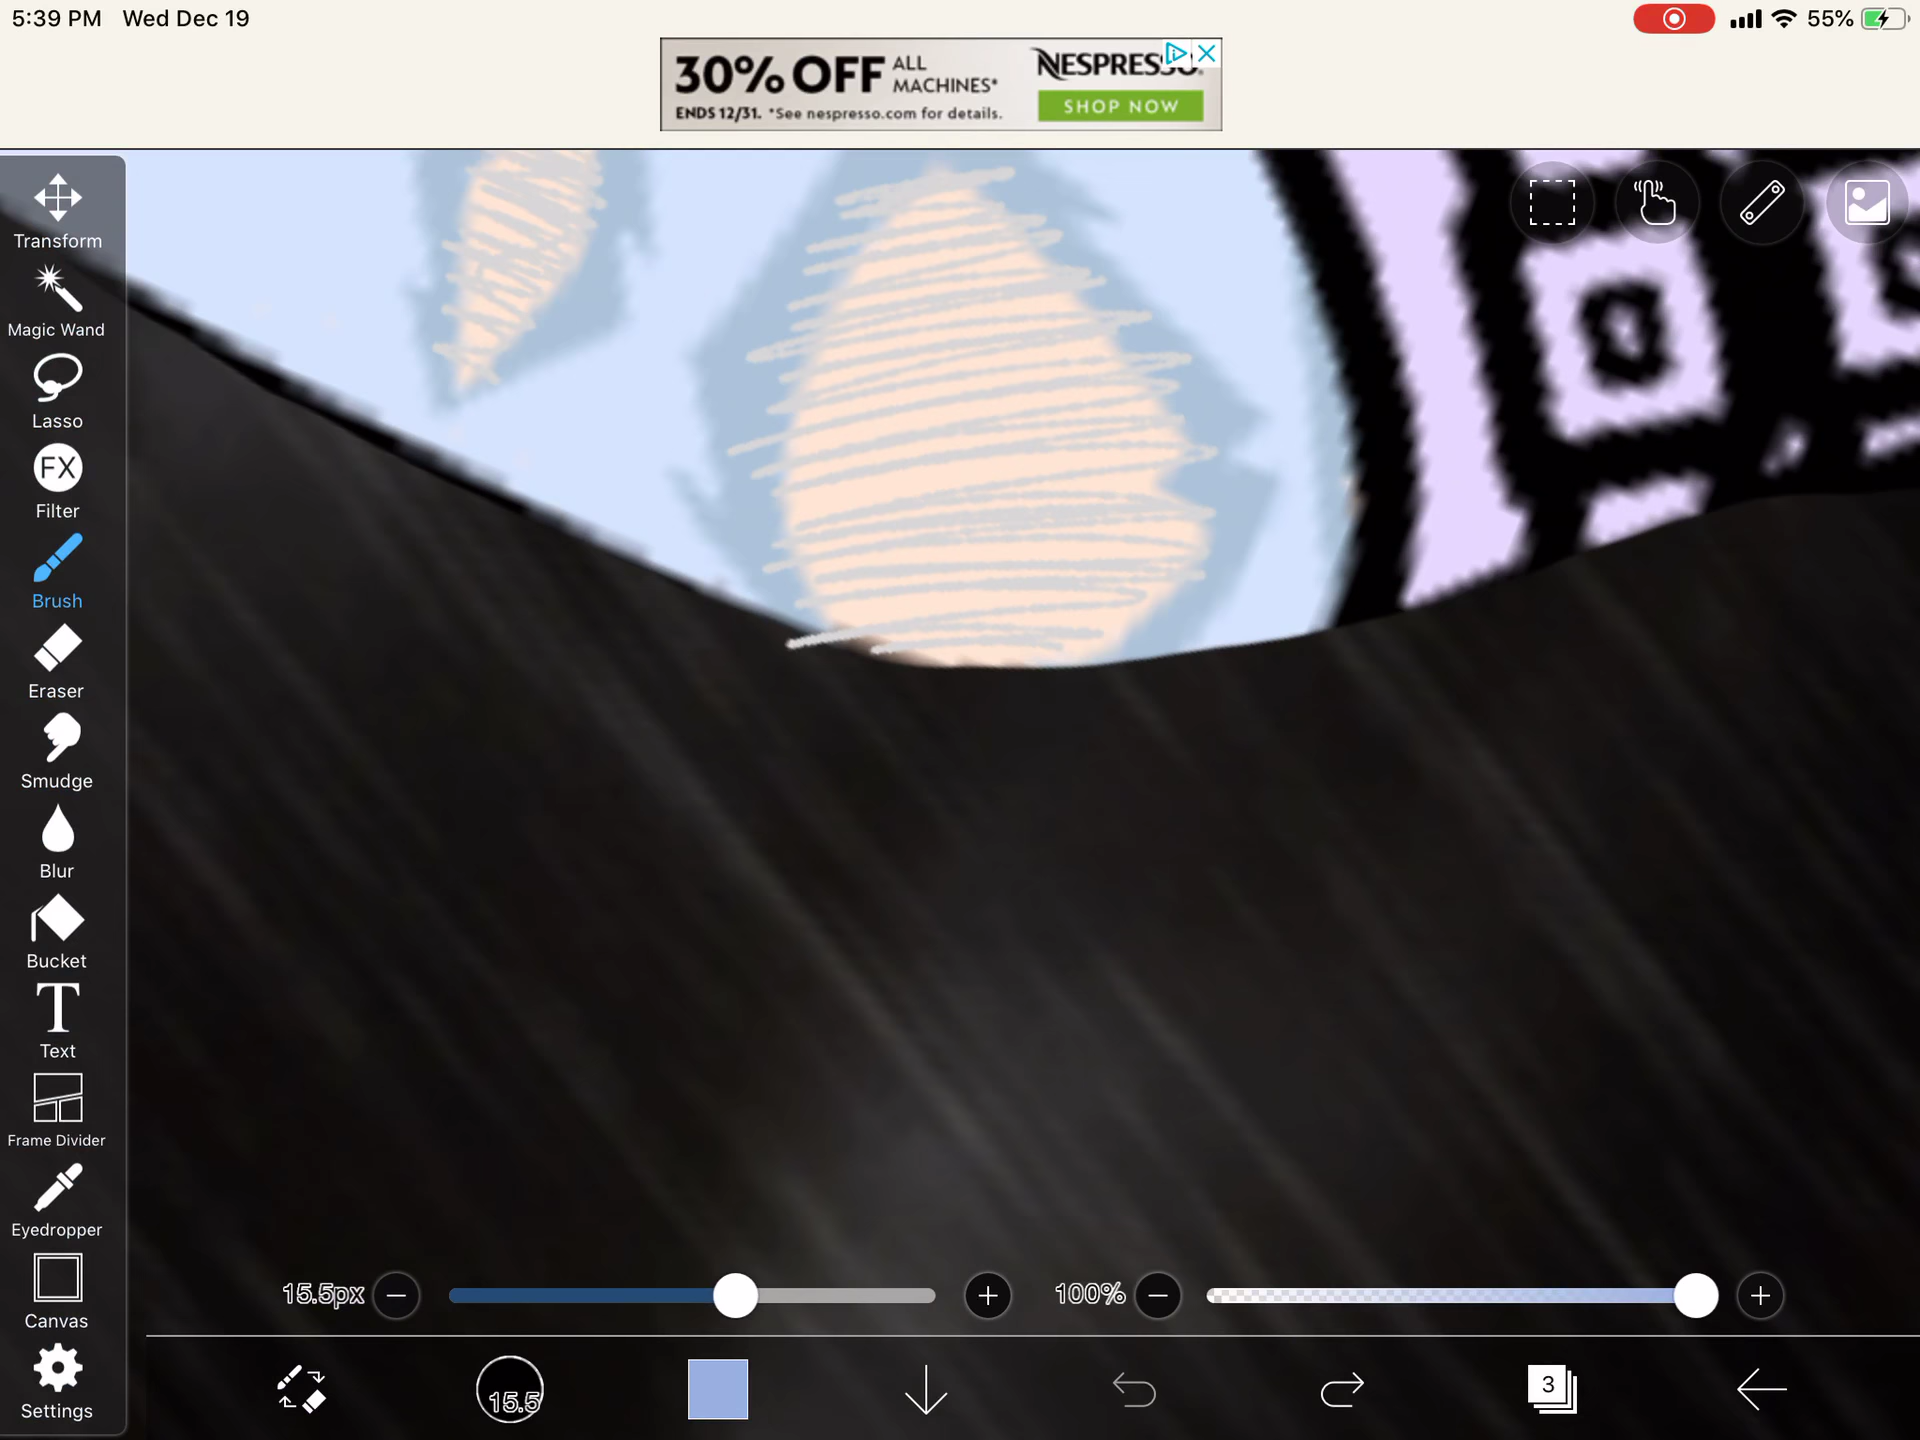 5:39 PM Wed Dec 19
55%
30% OFF ALL MACHINES*
ENDS 12/31. *See nespresso.com for details.
NESPRESSO.
SHOP NOW
Transform
Magic Wand
Lasso
FX
Filter
Brush
Eraser
Smudge
Blur
Bucket
T
Text
Frame Divider
Eyedropper
Canvas
Settings
15.5px
100%
15.5
3